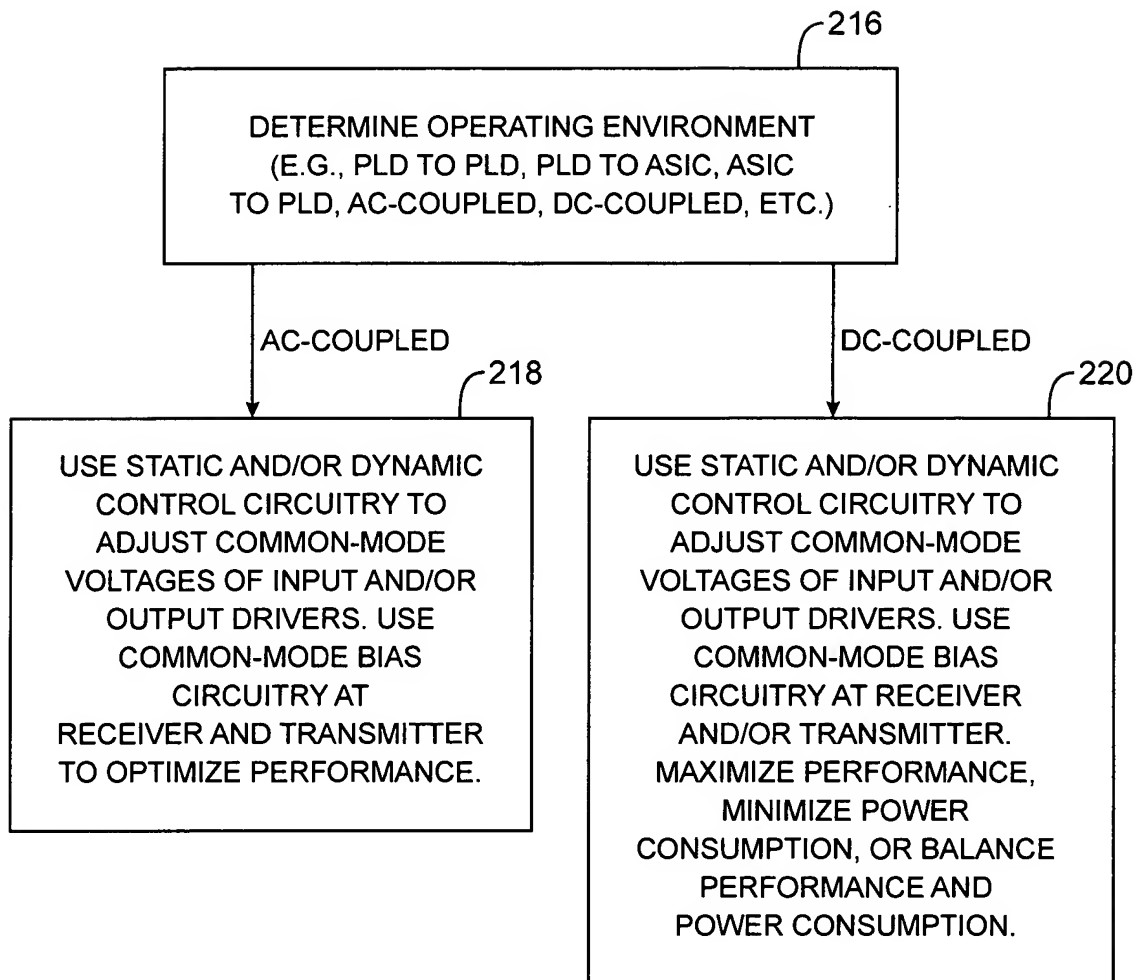 216
DETERMINE OPERATING ENVIRONMENT
(E.G., PLD TO PLD, PLD TO ASIC, ASIC
TO PLD, AC-COUPLED, DC-COUPLED, ETC.)
AC-COUPLED
DC-COUPLED
218
USE STATIC AND/OR DYNAMIC
CONTROL CIRCUITRY TO
ADJUST COMMON-MODE
VOLTAGES OF INPUT AND/OR
OUTPUT DRIVERS. USE
COMMON-MODE BIAS
CIRCUITRY AT
RECEIVER AND TRANSMITTER
TO OPTIMIZE PERFORMANCE.
220
USE STATIC AND/OR DYNAMIC
CONTROL CIRCUITRY TO
ADJUST COMMON-MODE
VOLTAGES OF INPUT AND/OR
OUTPUT DRIVERS. USE
COMMON-MODE BIAS
CIRCUITRY AT RECEIVER
AND/OR TRANSMITTER.
MAXIMIZE PERFORMANCE,
MINIMIZE POWER
CONSUMPTION, OR BALANCE
PERFORMANCE AND
POWER CONSUMPTION.